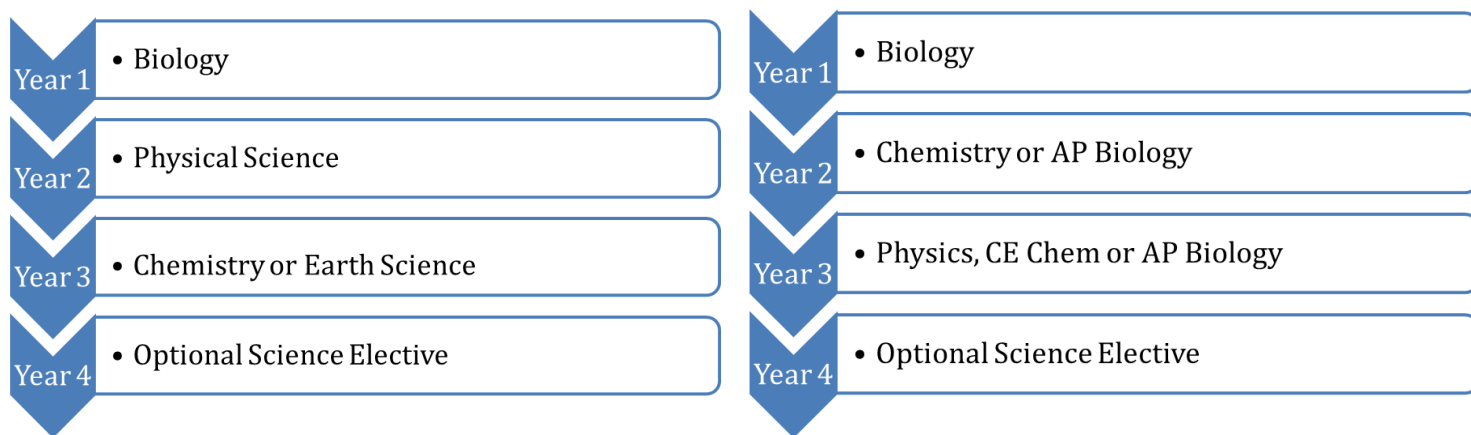 Year 1
• Biology
Year 2
• Physical Science
Year 3
• Chemistry or Earth Science
Year 4
• Optional Science Elective
Year 1
• Biology
Year 2
• Chemistry or AP Biology
Year 3
• Physics, CE Chem or AP Biology
Year 4
• Optional Science Elective